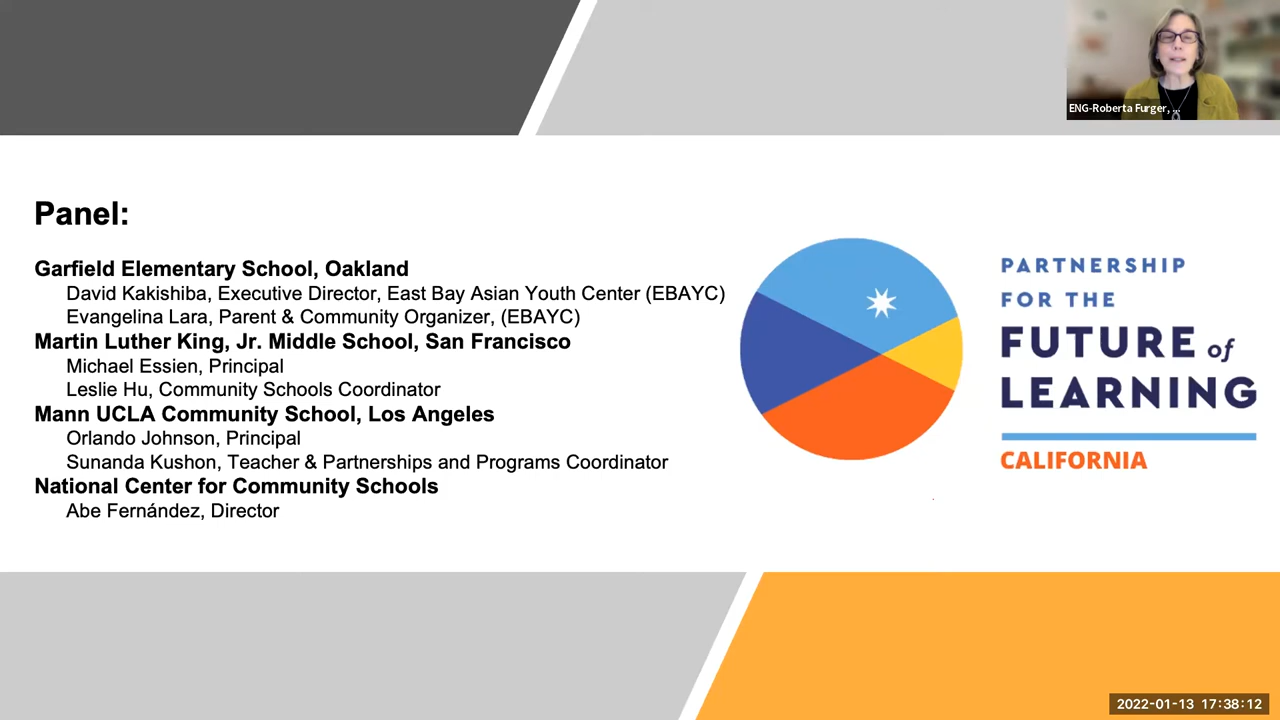 ENG-Roberta Furger, ...
Panel:
Garfield Elementary School, Oakland
David Kakishiba, Executive Director, East Bay Asian Youth Center (EBAYC)
Evangelina Lara, Parent & Community Organizer, (EBAYC)
Martin Luther King, Jr. Middle School, San Francisco
Michael Essien, Principal
Leslie Hu, Community Schools Coordinator
Mann UCLA Community School, Los Angeles
Orlando Johnson, Principal
Sunanda Kushon, Teacher & Partnerships and Programs Coordinator
National Center for Community Schools
Abe Fernández, Director
PARTNERSHIP
FOR THE
FUTURE of
LEARNING
CALIFORNIA
2022-01-13 17:38:12